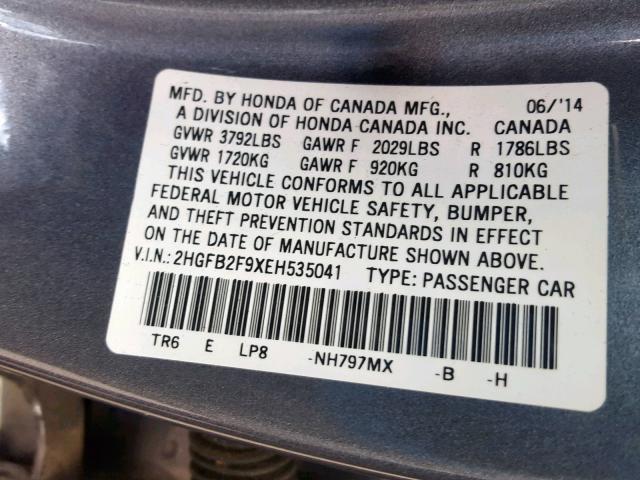 MFD. BY HONDA OF CANADA MFG., 06/'14
A DIVISION OF HONDA CANADA INC. CANADA
GVWR 3792LBS GAWR F 2029LBS R 1786LBS
GVWR 1720KG GAWR F 920KG R 810KG
THIS VEHICLE CONFORMS TO ALL APPLICABLE
FEDERAL MOTOR VEHICLE SAFETY, BUMPER,
AND THEFT PREVENTION STANDARDS IN EFFECT
ON THE DATE OF MANUFACTURE SHOWN ABOVE.
V.I.N.: 2HGFB2F9XEH535041 TYPE: PASSENGER CAR
TR6 E LP8 -NH797MX -B -H